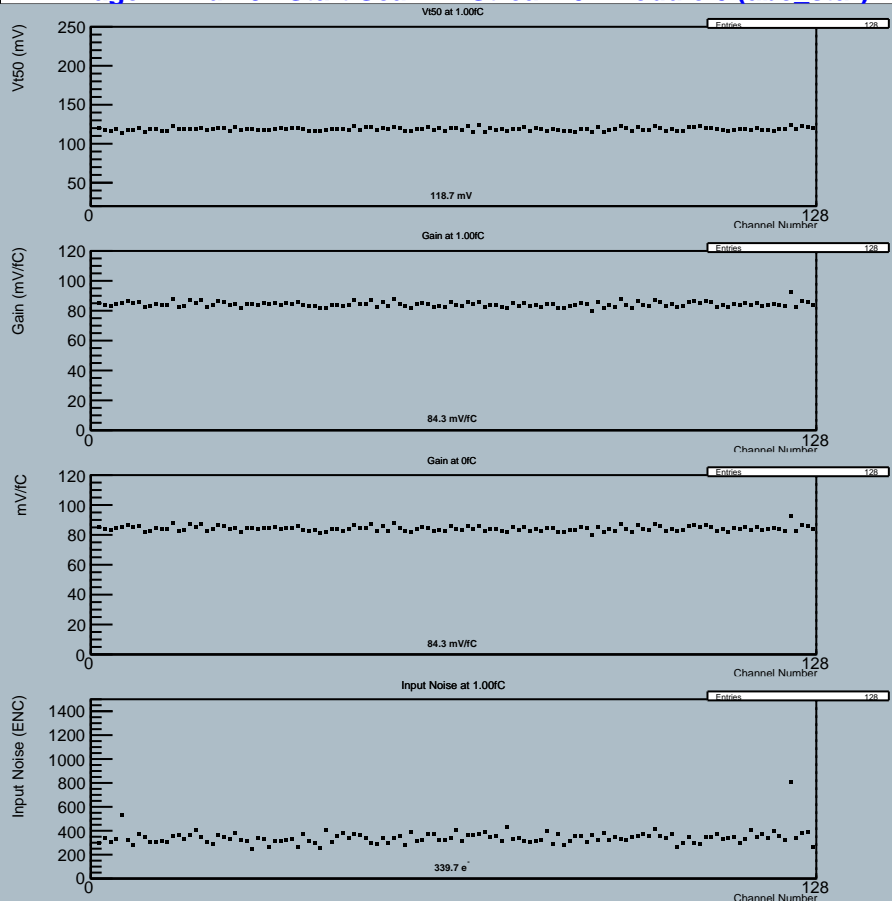 Vt50 at 1.00fC
Entries 128
Vt50 (mV)
250
200
150
100
50
118.7 mV
0
128
Channel Number
Gain at 1.00fC
Entries 128
Gain (mV/fC)
120
100
80
60
40
20
0
84.3 mV/fC
0
128
Channel Number
Gain at 0fC
Entries 128
mV/fC
120
100
80
60
40
20
0
84.3 mV/fC
0
128
Channel Number
Input Noise at 1.00fC
Entries 128
Input Noise (ENC)
1400
1200
1000
800
600
400
200
0
339.7 e-
0
128
Channel Number